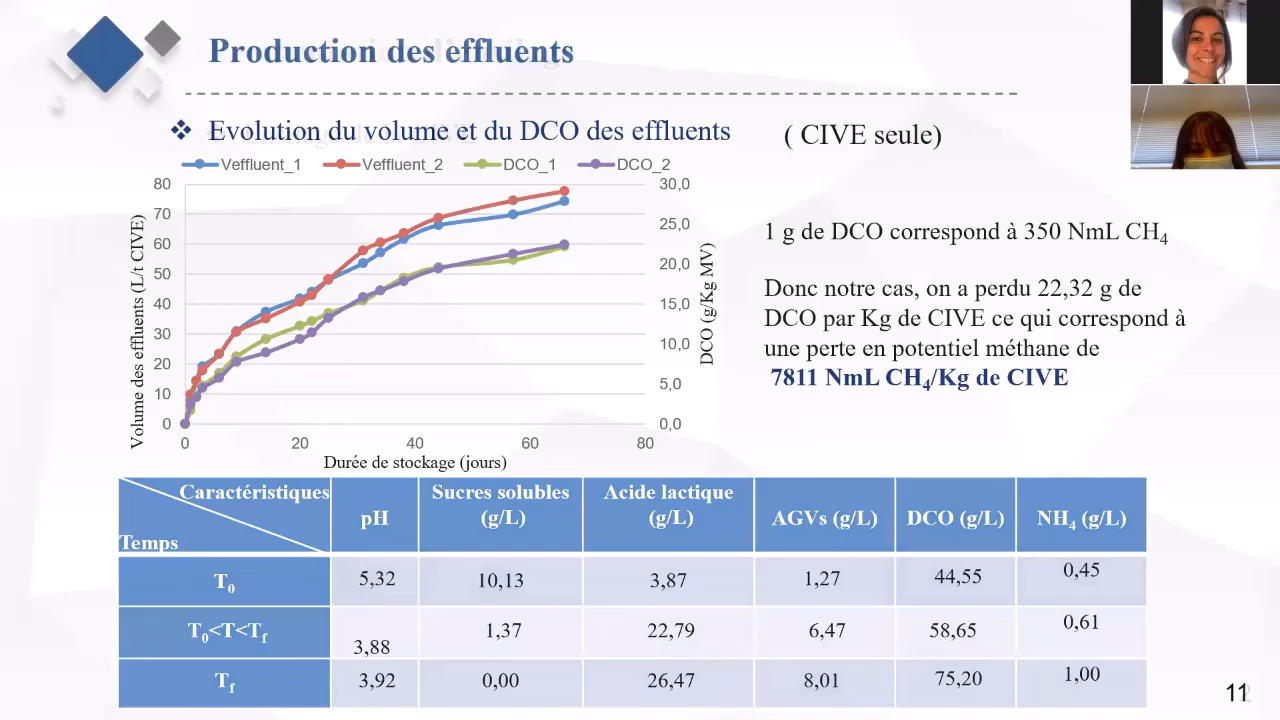 Production des effluents
❖ Evolution du volume et du DCO des effluents ( CIVE seule)
Veffluent_1 Veffluent_2 DCO_1 DCO_2
Volume des effluents (L/t CIVE)
80
70
60
50
40
30
20
10
0
30,0
25,0
20,0
15,0
10,0
5,0
0,0
DCO (g/Kg MV)
0 20 40 60 80
Durée de stockage (jours)
1 g de DCO correspond à 350 NmL CH₄
Donc notre cas, on a perdu 22,32 g de
DCO par Kg de CIVE ce qui correspond à
une perte en potentiel méthane de
7811 NmL CH₄/Kg de CIVE
Caractéristiques
Temps
pH
Sucres solubles
(g/L)
Acide lactique
(g/L)
AGVs (g/L)
DCO (g/L)
NH₄ (g/L)
T₀ 5,32 10,13 3,87 1,27 44,55 0,45
T₀<T<T_f 3,88 1,37 22,79 6,47 58,65 0,61
T_f 3,92 0,00 26,47 8,01 75,20 1,00
11